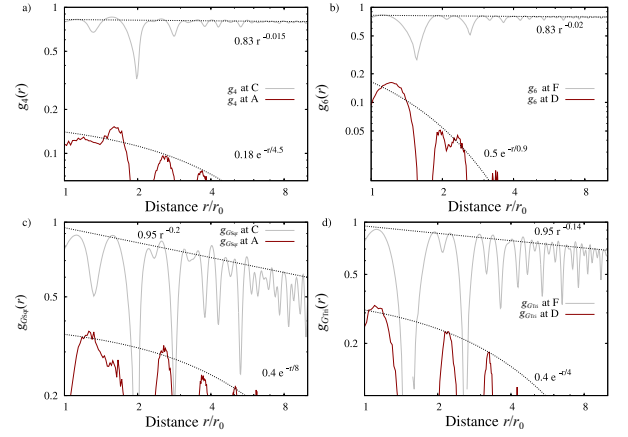 a)
1
0.5
0.2
0.1
g4(r)
0.83 r^-0.015
g4 at C
g4 at A
0.18 e^-r/4.5
1 2 4 6 8
Distance r/r0
b)
1
0.5
0.1
0.05
g6(r)
0.83 r^-0.02
g6 at F
g6 at D
0.5 e^-r/0.9
1 2 4 6 8
Distance r/r0
c)
1
0.5
0.2
gGsq(r)
0.95 r^-0.2
gGsq at C
gGsq at A
0.4 e^-r/8
1 2 4 6 8
Distance r/r0
d)
1
0.5
0.2
gGTri(r)
0.95 r^-0.14
gGTri at F
gGTri at D
0.4 e^-r/4
1 2 4 6 8
Distance r/r0